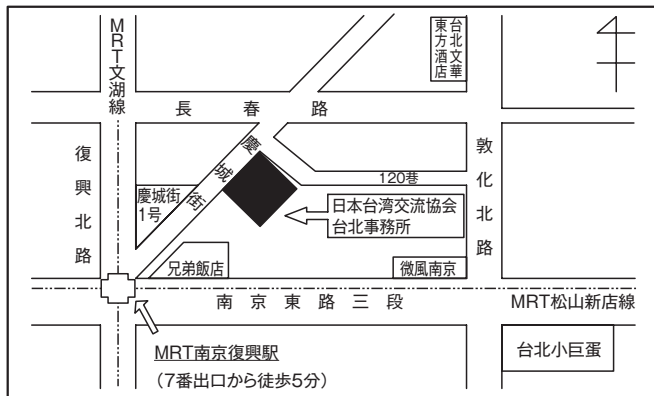 MRT文湖線
台北文華
東方酒店
長春路
復興北路
慶城街
敦化北路
120巷
慶城街
1号
日本台湾交流協会
台北事務所
兄弟飯店
微風南京
南京東路三段
MRT松山新店線
MRT南京復興駅
（7番出口から徒歩5分）
台北小巨蛋